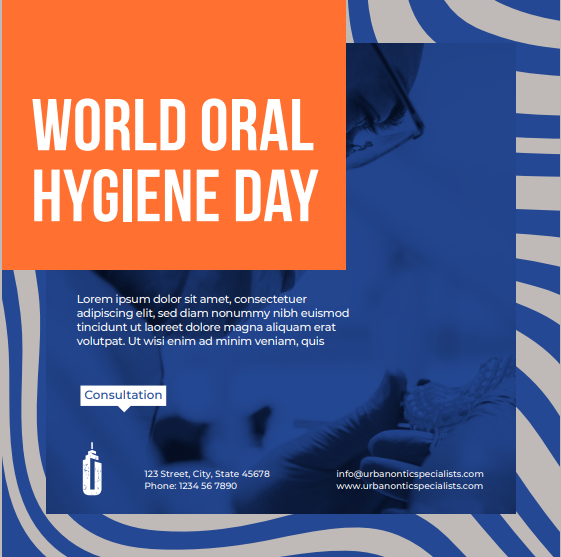 WORLD ORAL
HYGIENE DAY
Lorem ipsum dolor sit amet, consectetuer
adipiscing elit, sed diam nonummy nibh euismod
tincidunt ut laoreet dolore magna aliquam erat
volutpat. Ut wisi enim ad minim veniam, quis
Consultation
123 Street, City, State 45678
Phone: 1234 56 7890
info@urbanonticspecialists.com
www.urbanonticspecialists.com